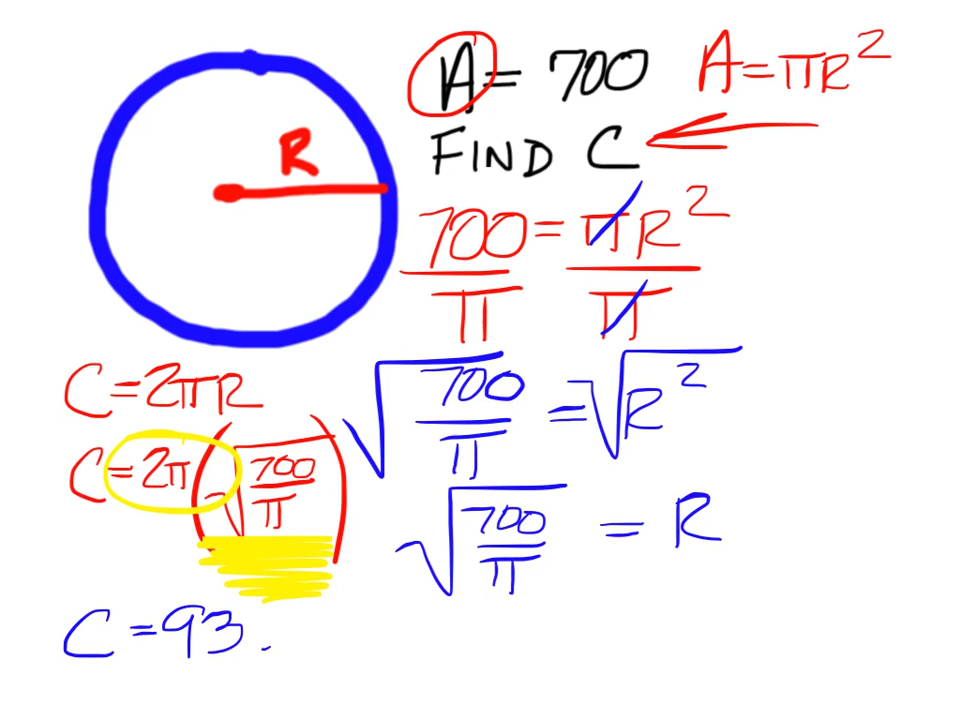 R
A = 700
A = πR²
FIND C
700/π = πR²/π
√(700/π) = √R²
√(700/π) = R
C = 2πR
C = 2π(√(700/π))
C = 93.